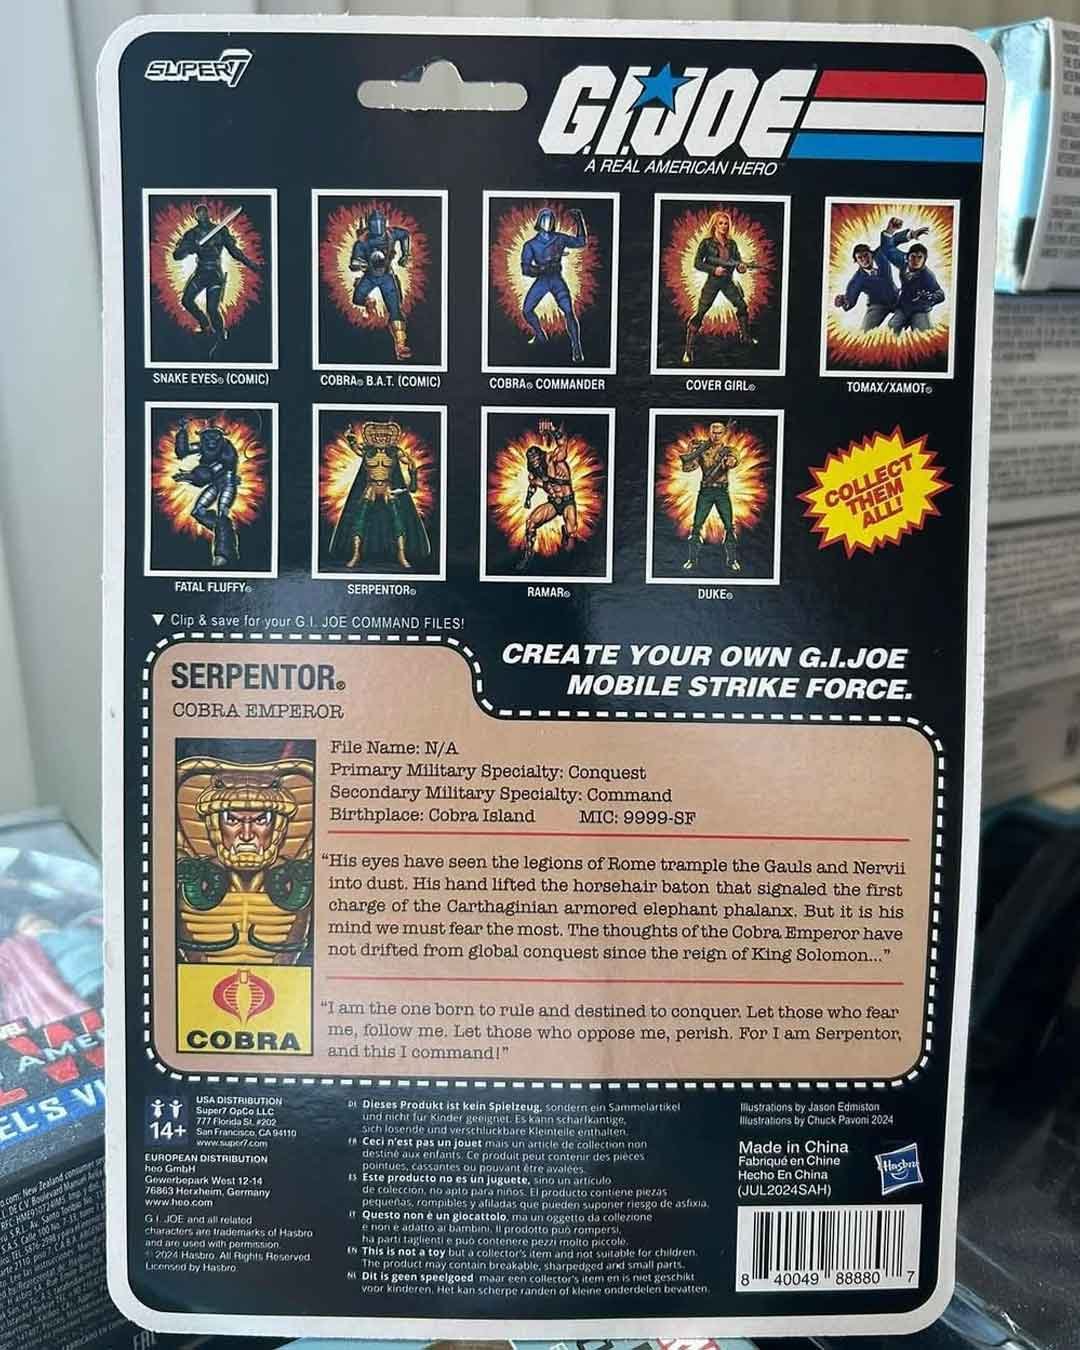 SUPER7
G.I.JOE
A REAL AMERICAN HERO
SNAKE EYES® (COMIC)
COBRA® B.A.T. (COMIC)
COBRA® COMMANDER
COVER GIRL®
TOMAX/XAMOT®
FATAL FLUFFY®
SERPENTOR®
RAMAR®
DUKE®
COLLECT
THEM
ALL!
▼ Clip & save for your G.I. JOE COMMAND FILES!
CREATE YOUR OWN G.I.JOE
MOBILE STRIKE FORCE.
SERPENTOR®
COBRA EMPEROR
File Name: N/A
Primary Military Specialty: Conquest
Secondary Military Specialty: Command
Birthplace: Cobra Island MIC: 9999-SF
“His eyes have seen the legions of Rome trample the Gauls and Nervii
into dust. His hand lifted the horsehair baton that signaled the first
charge of the Carthaginian armored elephant phalanx. But it is his
mind we must fear the most. The thoughts of the Cobra Emperor have
not drifted from global conquest since the reign of King Solomon...”
“I am the one born to rule and destined to conquer. Let those who fear
me, follow me. Let those who oppose me, perish. For I am Serpentor,
and this I command!”
COBRA
14+
USA DISTRIBUTION
Super7 OpCo LLC
777 Florida St. #202
San Francisco, CA 94110
www.super7.com
EUROPEAN DISTRIBUTION
heo GmbH
Gewerbepark West 12-14
76863 Herxheim, Germany
www.heo.com
G.I. JOE and all related
characters are trademarks of Hasbro
and are used with permission.
© 2024 Hasbro. All Rights Reserved.
Licensed by Hasbro.
DE Dieses Produkt ist kein Spielzeug, sondern ein Sammelartikel
und nicht für Kinder geeignet. Es kann scharfkantige,
sich losende und verschluckbare Kleinteile enthalten.
FR Ceci n'est pas un jouet mais un article de collection non
destiné aux enfants. Ce produit peut contenir des pièces
pointues, cassantes ou pouvant être avalées.
ES Este producto no es un juguete, sino un artículo
de colección, no apto para niños. El producto contiene piezas
pequeñas, rompibles y afiladas que pueden suponer riesgo de asfixia.
IT Questo non è un giocattolo, ma un oggetto da collezione
e non è adatto ai bambini. Il prodotto può rompersi,
ha parti taglienti e può contenere pezzi molto piccole.
EN This is not a toy but a collector's item and not suitable for children.
The product may contain breakable, sharpedged and small parts.
NL Dit is geen speelgoed maar een collector's item en is niet geschikt
voor kinderen. Het kan scherpe randen of kleine onderdelen bevatten.
Illustrations by Jason Edmiston
Illustrations by Chuck Pavoni 2024
Made in China
Fabriqué en Chine
Hecho En China
(JUL2024SAH)
Hasbro
8 40049 88880 7